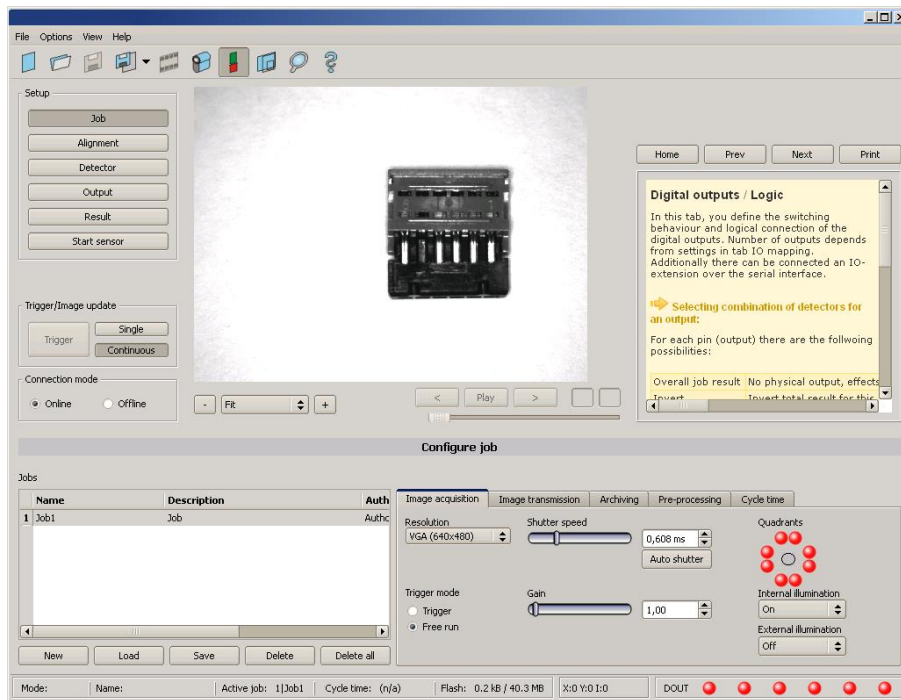 File Options View Help
Setup
Job
Alignment
Detector
Output
Result
Start sensor
Trigger/Image update
Trigger
Single
Continuous
Connection mode
Online Offline
- Fit +
< Play >
Home Prev Next Print
Digital outputs / Logic
In this tab, you define the switching
behaviour and logical connection of the
digital outputs. Number of outputs depends
from settings in tab IO mapping.
Additionally there can be connected an IO-
extension over the serial interface.
Selecting combination of detectors for
an output:
For each pin (output) there are the follwoing
possibilities:
Overall job result No physical output, effects
Invert Invert total result for this
Configure job
Jobs
Name Description Auth
1 Job1 Job Autho
New Load Save Delete Delete all
Image acquisition Image transmission Archiving Pre-processing Cycle time
Resolution
VGA (640x480)
Shutter speed
0,608 ms
Auto shutter
Quadrants
Trigger mode
Trigger
Free run
Gain
1,00
Internal illumination
On
External illumination
Off
Mode: Name: Active job: 1|Job1 Cycle time: (n/a) Flash: 0.2 kB / 40.3 MB X:0 Y:0 I:0 DOUT